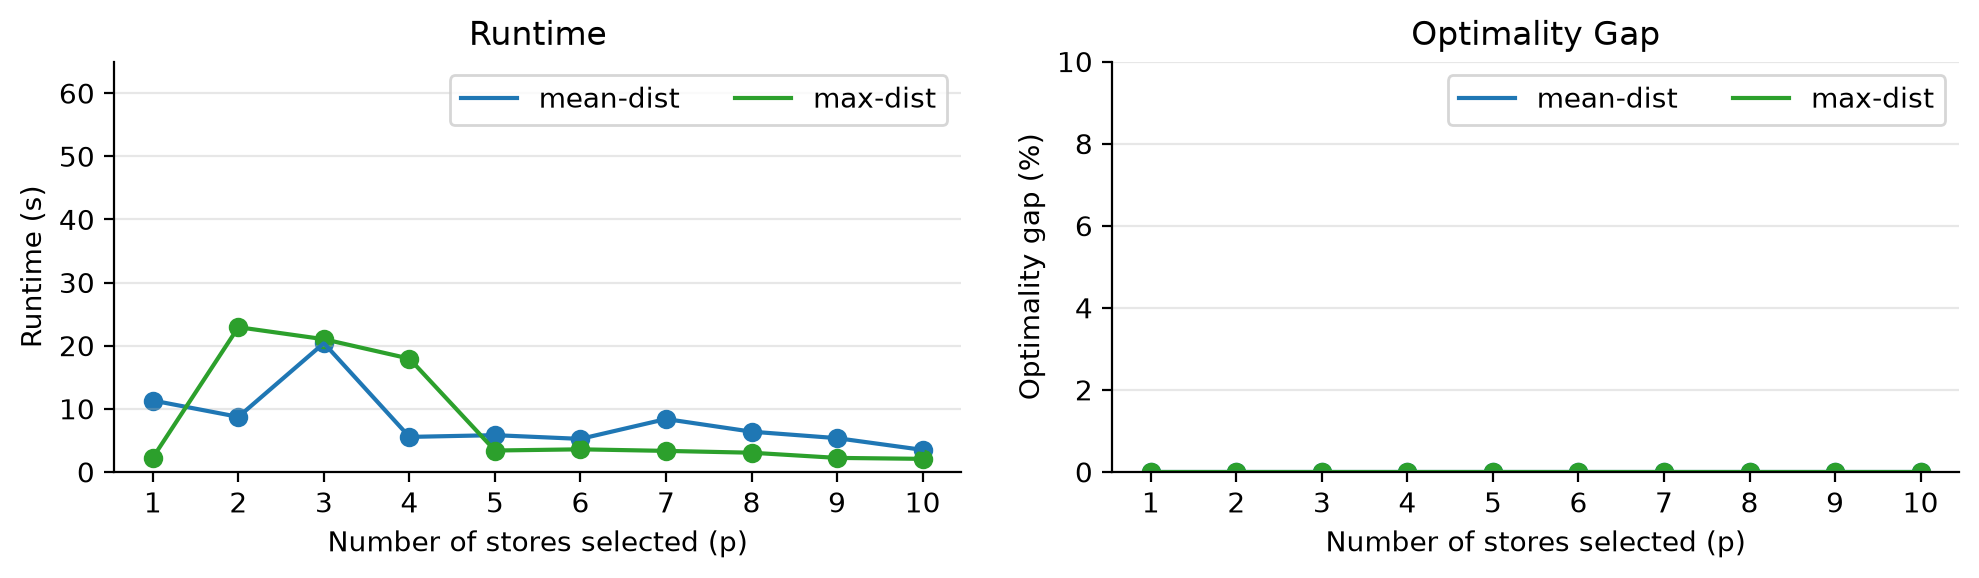 Runtime
Runtime (s)
60
50
40
30
20
10
0
mean-dist max-dist
1 2 3 4 5 6 7 8 9 10
Number of stores selected (p)
Optimality Gap
Optimality gap (%)
10
8
6
4
2
0
mean-dist max-dist
1 2 3 4 5 6 7 8 9 10
Number of stores selected (p)